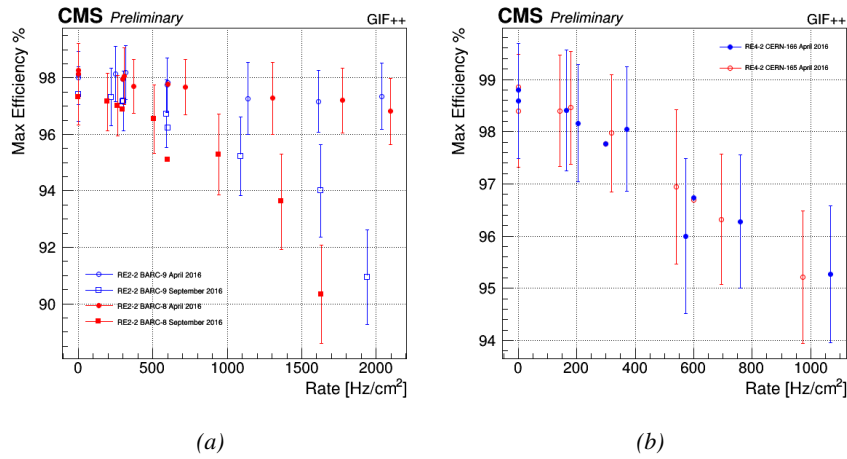 CMS Preliminary GIF++
Max Efficiency %
98
96
94
92
90
RE2-2 BARC-9 April 2016
RE2-2 BARC-9 September 2016
RE2-2 BARC-8 April 2016
RE2-2 BARC-8 September 2016
0 500 1000 1500 2000
Rate [Hz/cm²]
(a)
CMS Preliminary GIF++
Max Efficiency %
RE4-2 CERN-166 April 2016
RE4-2 CERN-165 April 2016
99
98
97
96
95
94
0 200 400 600 800 1000
Rate [Hz/cm²]
(b)